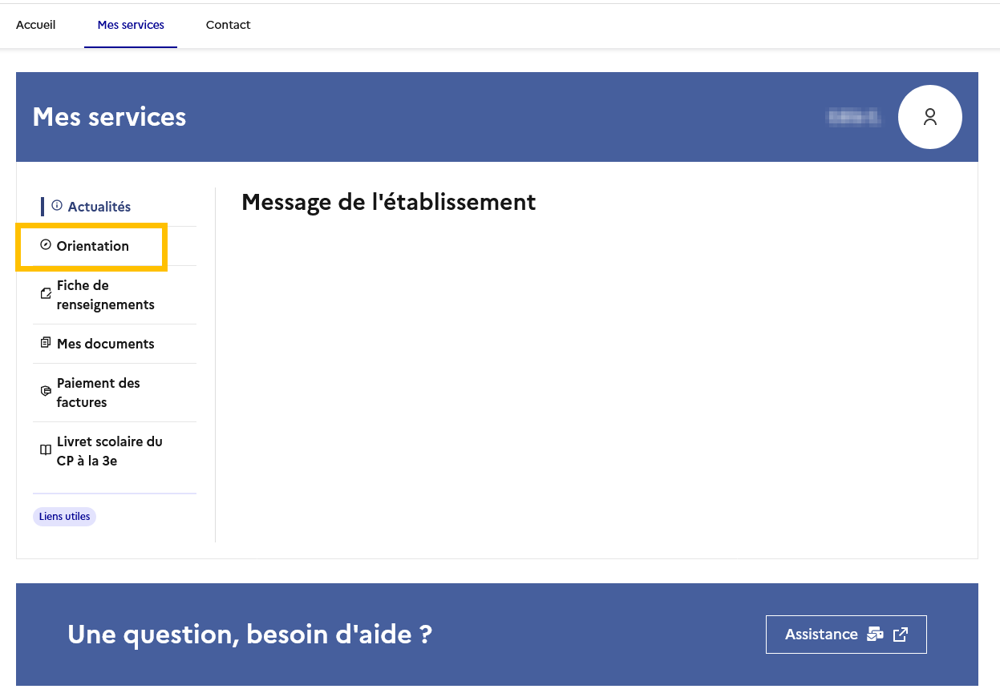 Accueil
Mes services
Contact
Mes services
Actualités
Orientation
Fiche de
renseignements
Mes documents
Paiement des
factures
Livret scolaire du
CP à la 3e
Liens utiles
Message de l'établissement
Une question, besoin d'aide ?
Assistance